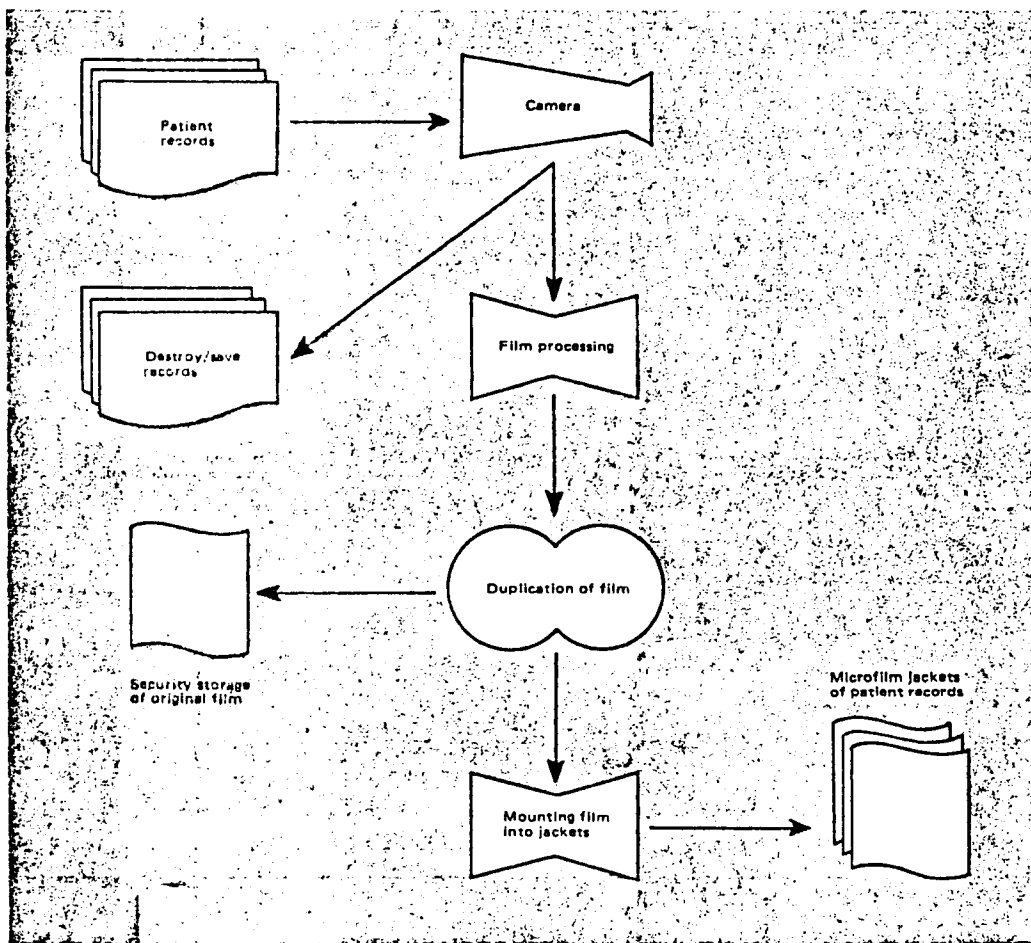 Patient
records
Camera
Destroy/save
records
Film processing
Duplication of film
Security storage
of original film
Microfilm jackets
of patient records
Mounting film
into jackets